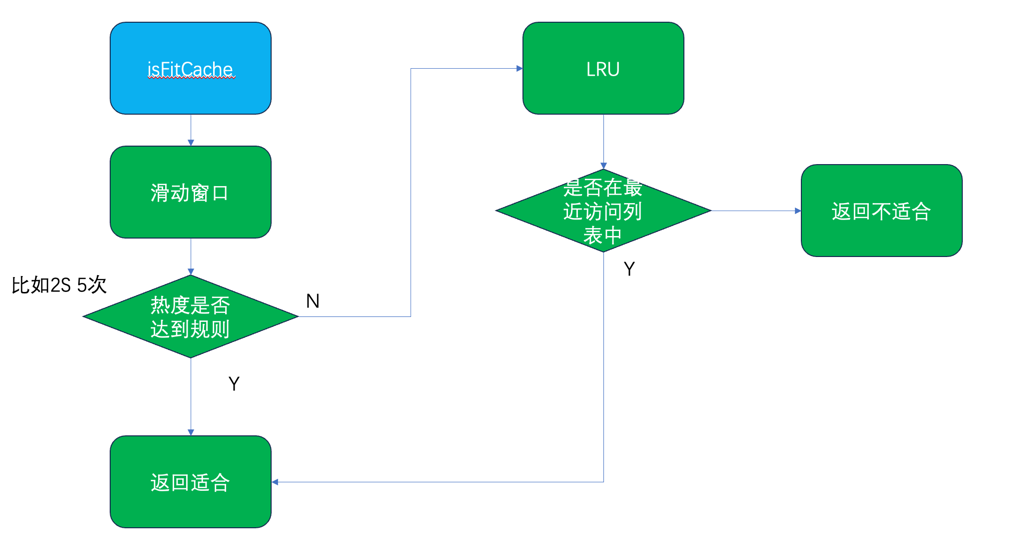 isFitCache
滑动窗口
比如2S 5次
热度是否
达到规则
N
Y
返回适合
LRU
是否在最
近访问列
表中
Y
返回不适合